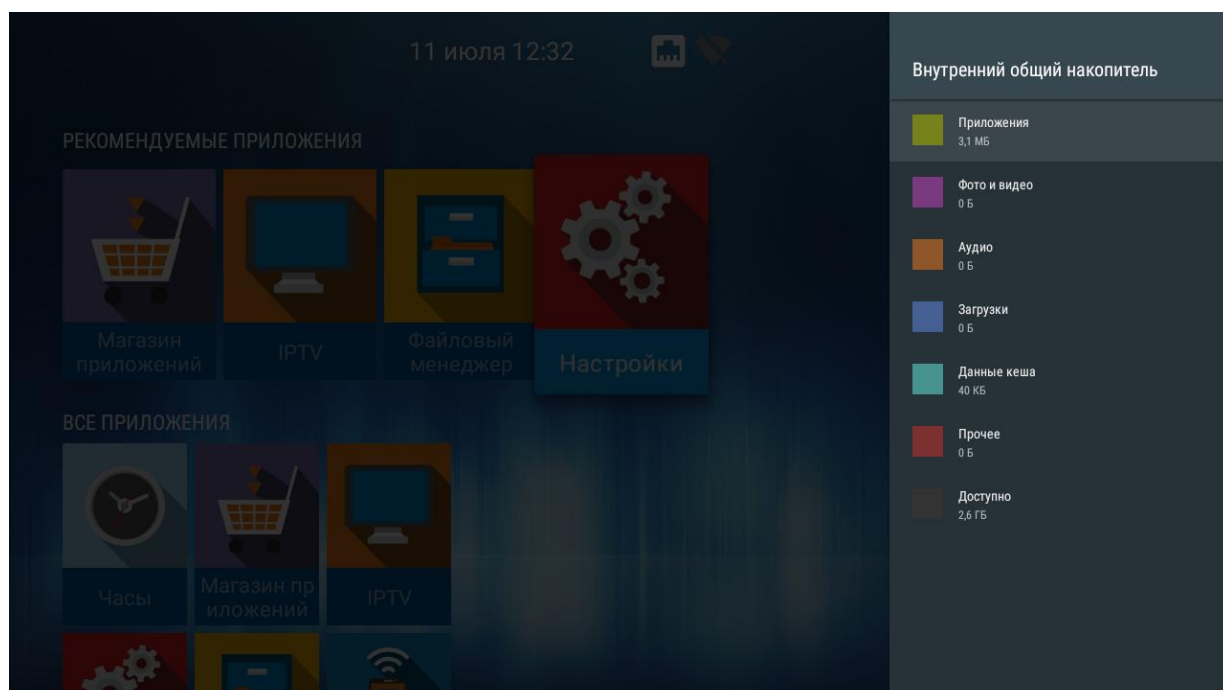 11 июля 12:32
РЕКОМЕНДУЕМЫЕ ПРИЛОЖЕНИЯ
Магазин
приложений
IPTV
Файловый
менеджер
Настройки
ВСЕ ПРИЛОЖЕНИЯ
Часы
Магазин пр
иложений
IPTV
Внутренний общий накопитель
Приложения
3,1 МБ
Фото и видео
0 Б
Аудио
0 Б
Загрузки
0 Б
Данные кеша
40 КБ
Прочее
0 Б
Доступно
2,6 ГБ